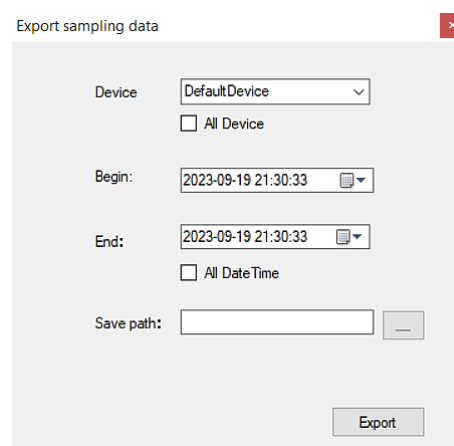 Export sampling data
Device DefaultDevice
All Device
Begin: 2023-09-19 21:30:33
End: 2023-09-19 21:30:33
All DateTime
Save path: ...
Export